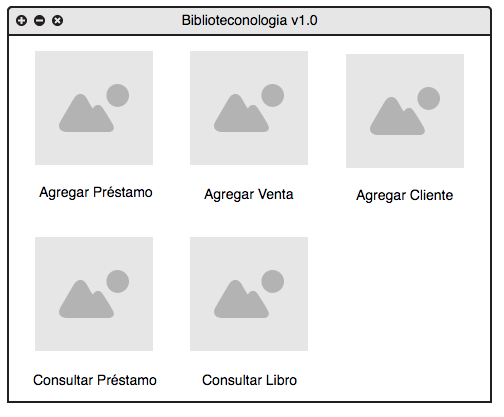 Biblioteconologia v1.0
Agregar Préstamo
Agregar Venta
Agregar Cliente
Consultar Préstamo
Consultar Libro